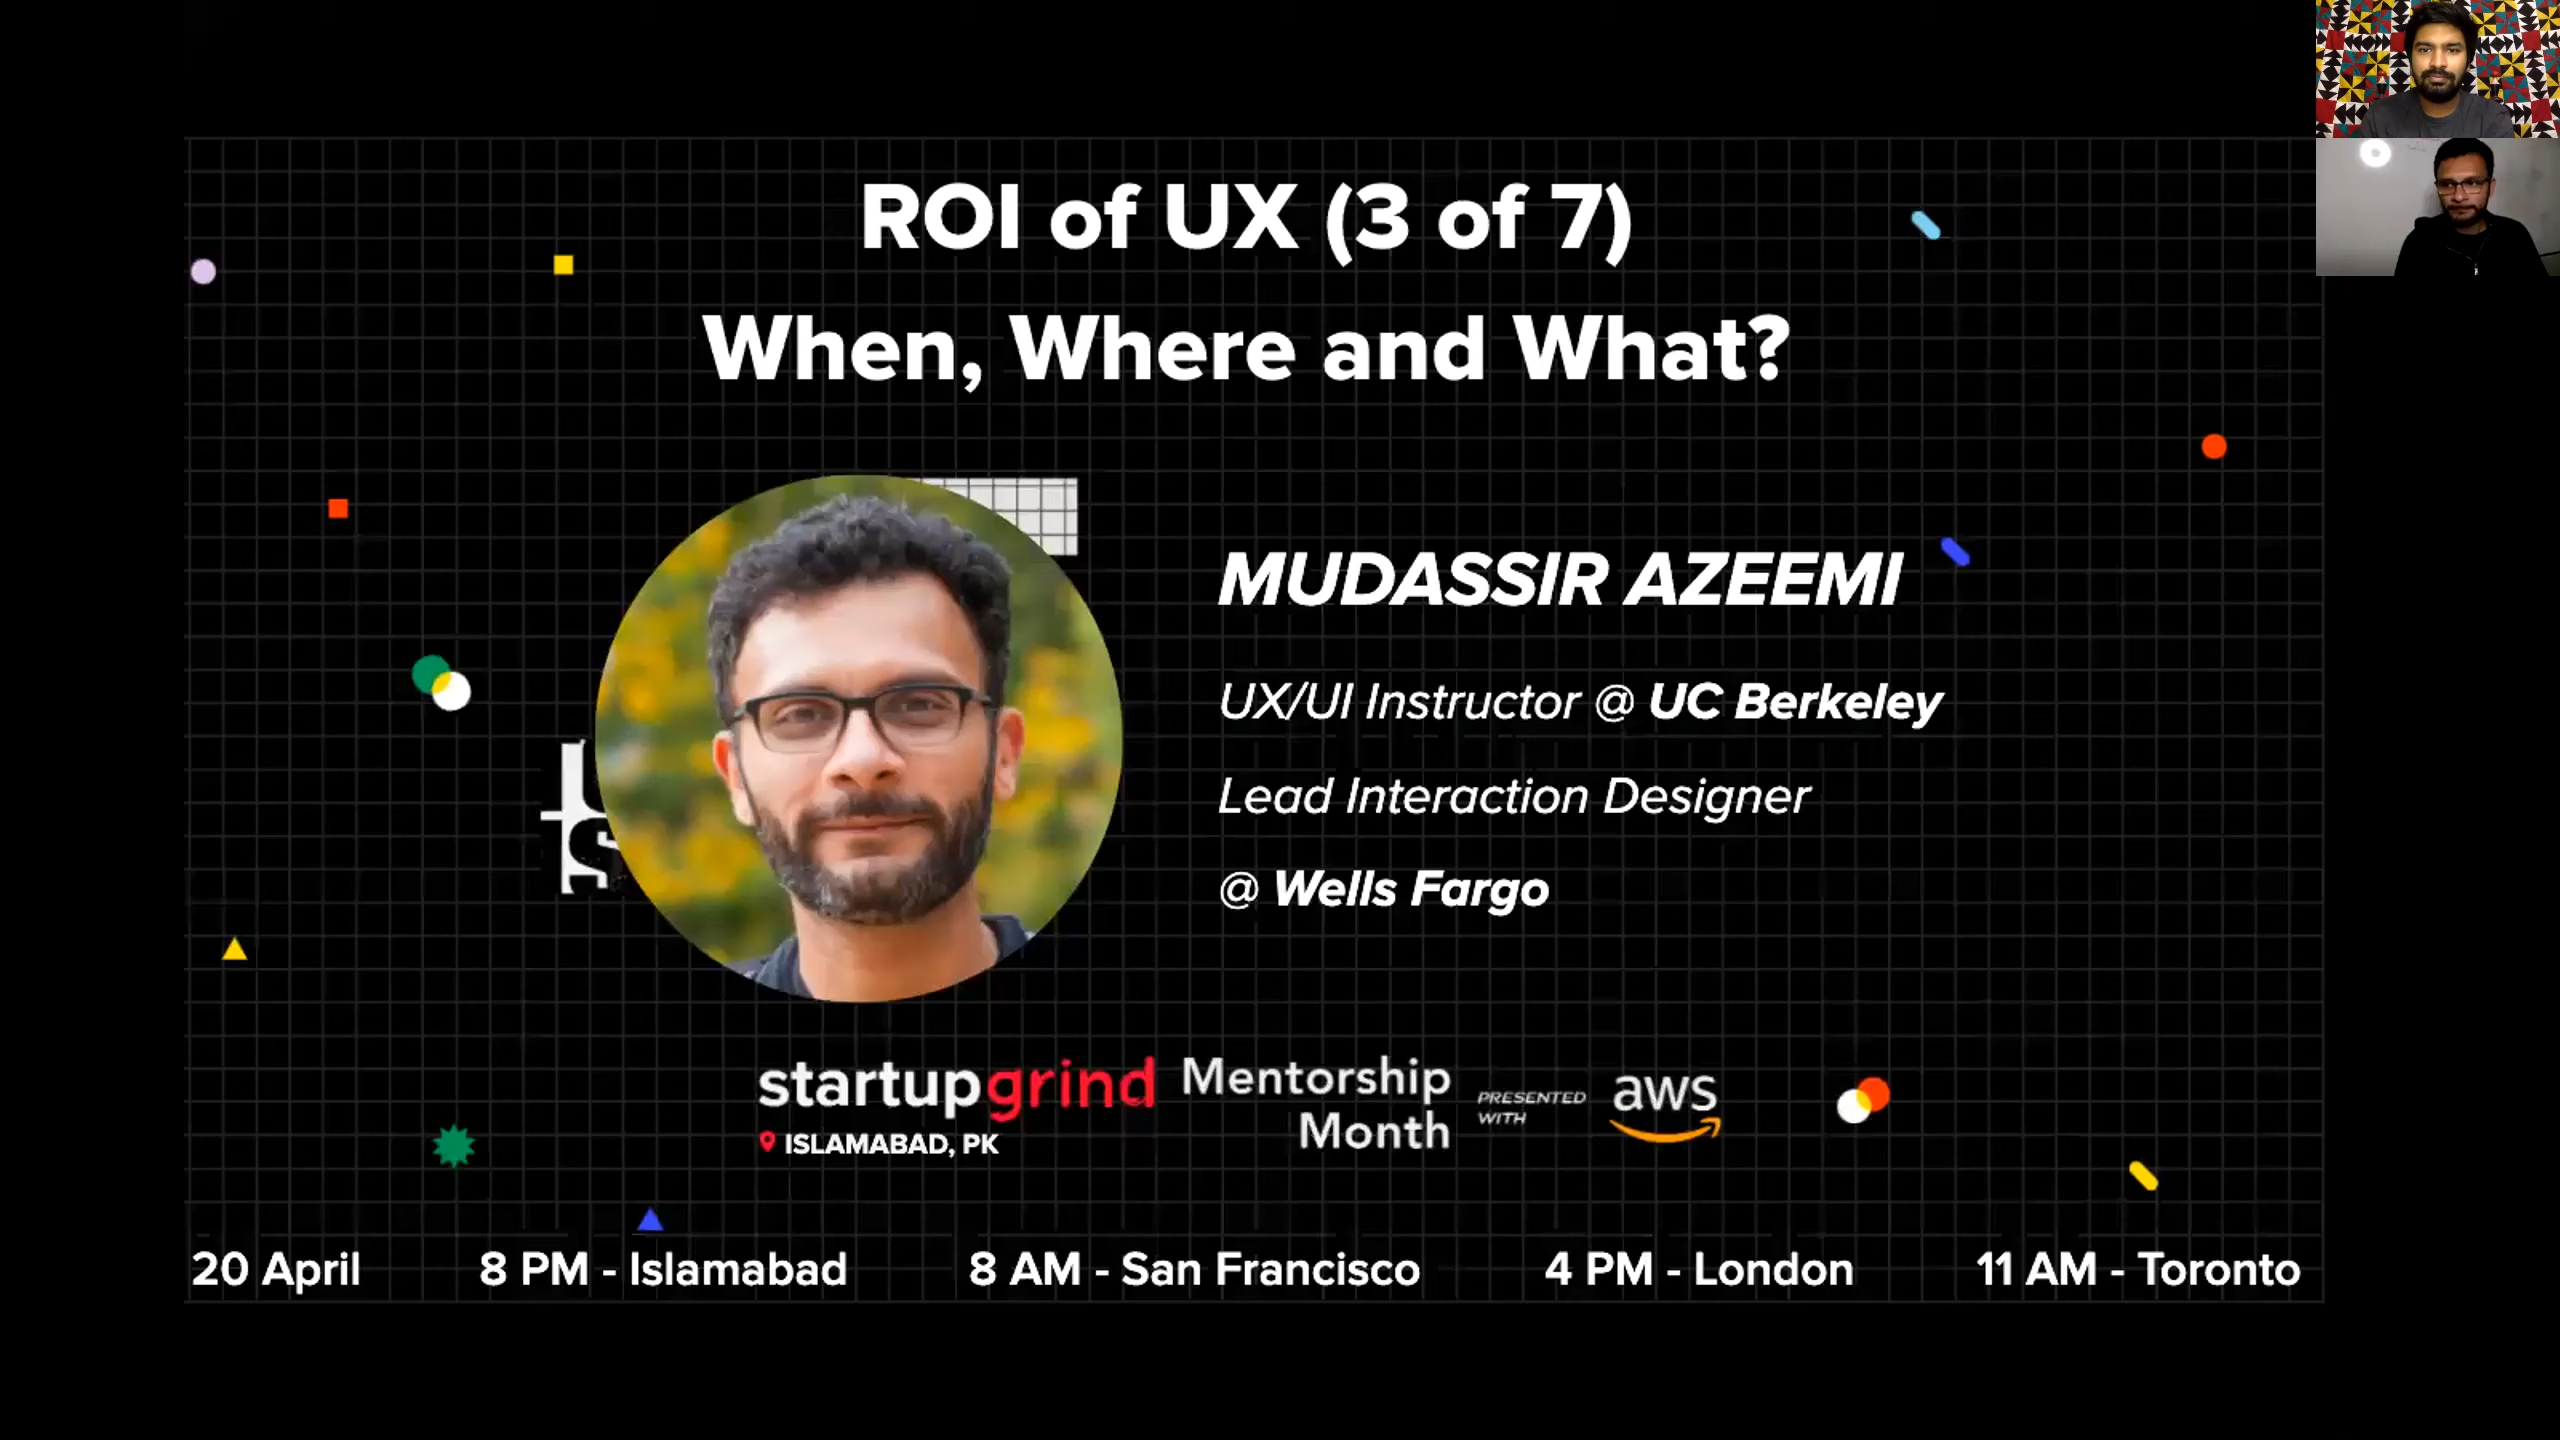 ROI of UX (3 of 7)
When, Where and What?
MUDASSIR AZEEMI
UX/UI Instructor @ UC Berkeley
Lead Interaction Designer
@ Wells Fargo
startupgrind
ISLAMABAD, PK
Mentorship
Month
PRESENTED
WITH
aws
20 April
8 PM - Islamabad
8 AM - San Francisco
4 PM - London
11 AM - Toronto